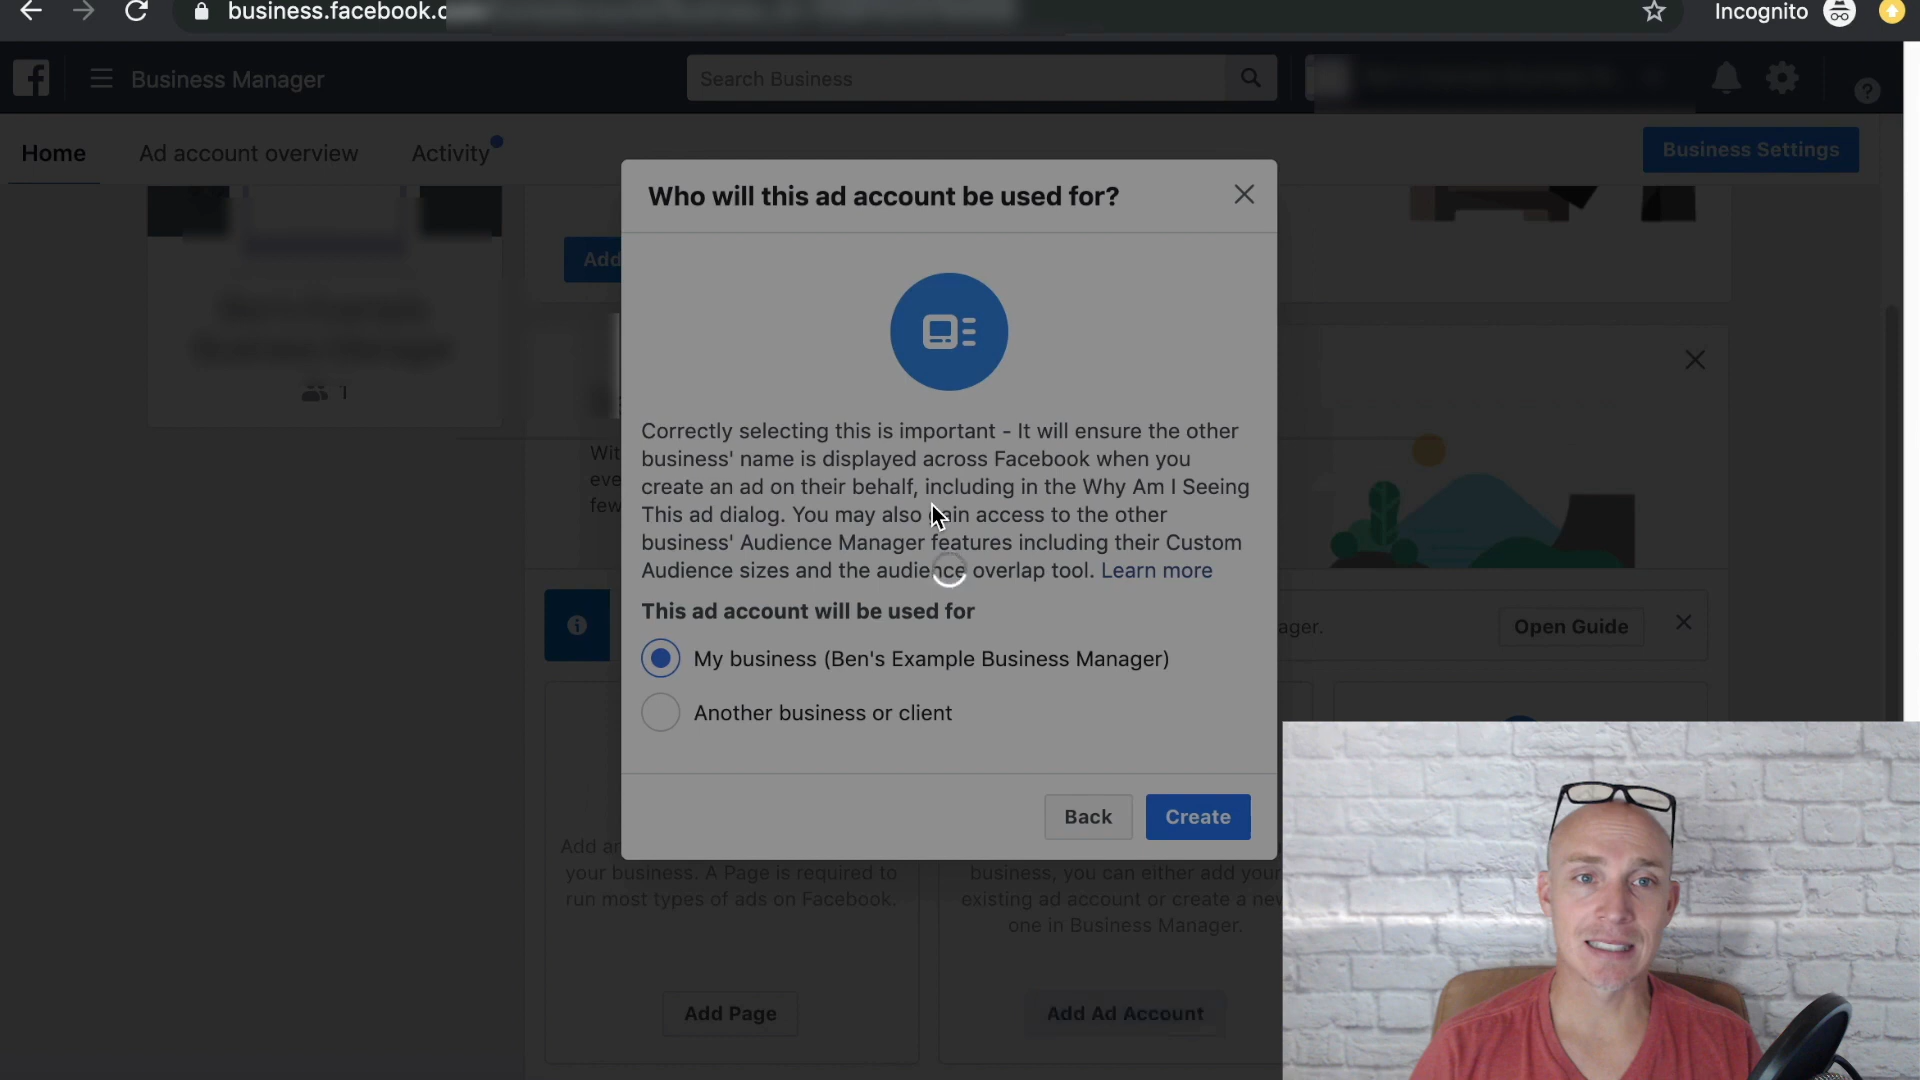 business.facebook.c
Incognito
Business Manager
Search Business
Home
Ad account overview
Activity
Business Settings
Who will this ad account be used for?
Add
Correctly selecting this is important - It will ensure the other
business' name is displayed across Facebook when you
create an ad on their behalf, including in the Why Am I Seeing
This ad dialog. You may also gain access to the other
business' Audience Manager features including their Custom
Audience sizes and the audience overlap tool. Learn more
1
This ad account will be used for
My business (Ben's Example Business Manager)
Another business or client
ager.
Open Guide
Back
Create
your business. A Page is required to
run most types of ads on Facebook.
business, you can either add your
existing ad account or create a new
one in Business Manager.
Add Page
Add Ad Account